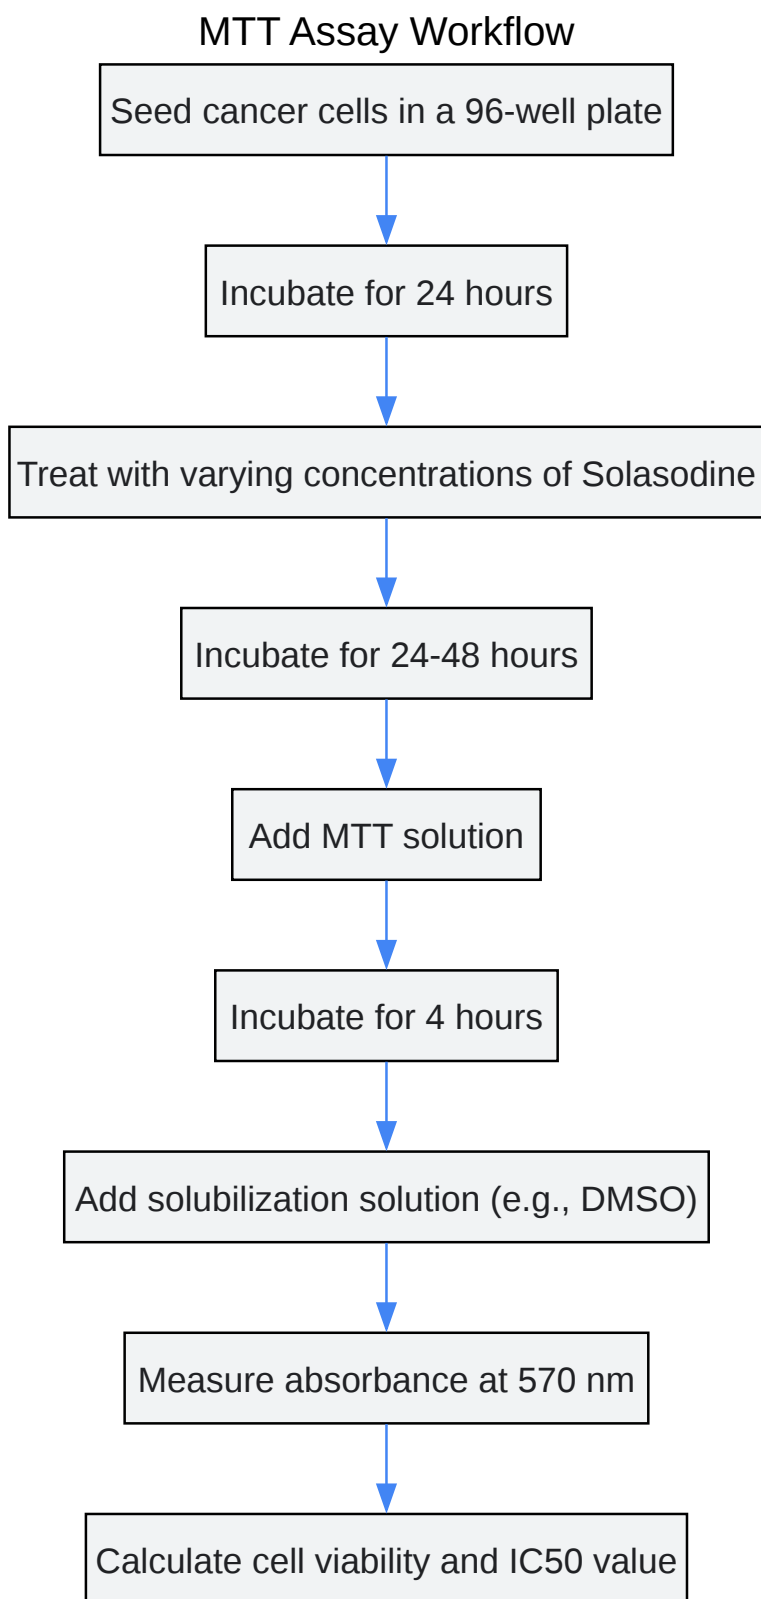 MTT Assay Workflow
Seed cancer cells in a 96-well plate
Incubate for 24 hours
Treat with varying concentrations of Solasodine
Incubate for 24-48 hours
Add MTT solution
Incubate for 4 hours
Add solubilization solution (e.g., DMSO)
Measure absorbance at 570 nm
Calculate cell viability and IC50 value